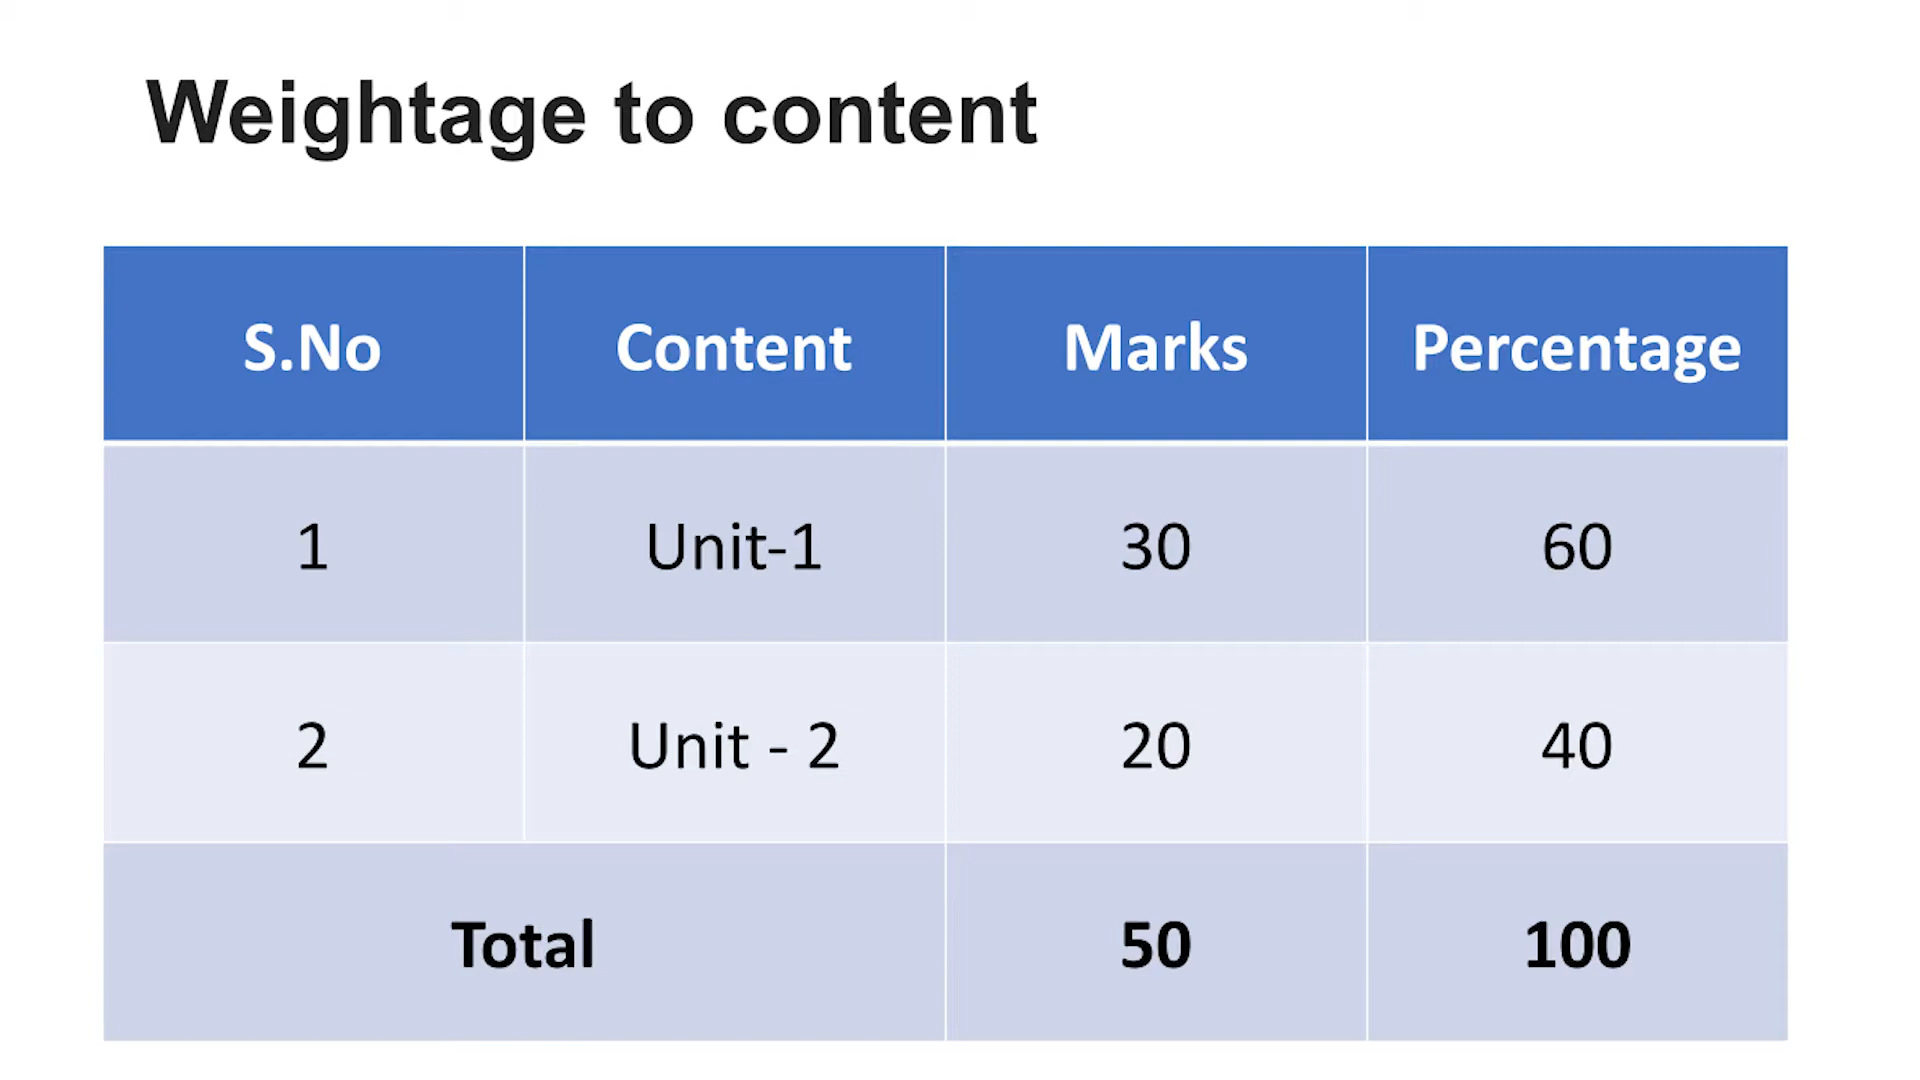 Weightage to content
S.No Content Marks Percentage
1 Unit-1 30 60
2 Unit - 2 20 40
Total 50 100